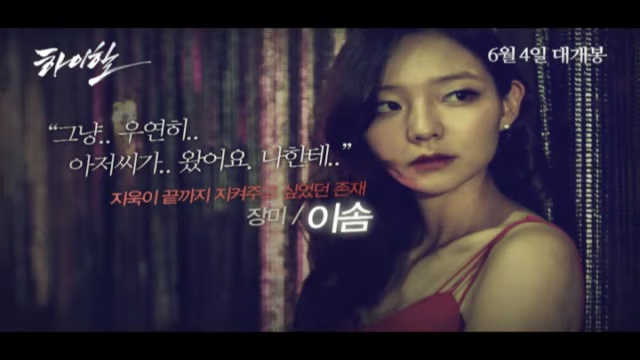 하이힐
6월 4일 대개봉
“그냥.. 우연히..
아저씨가.. 왔어요. 나한테..”
지욱이 끝까지 지켜주고 싶었던 존재
장미 / 이솜